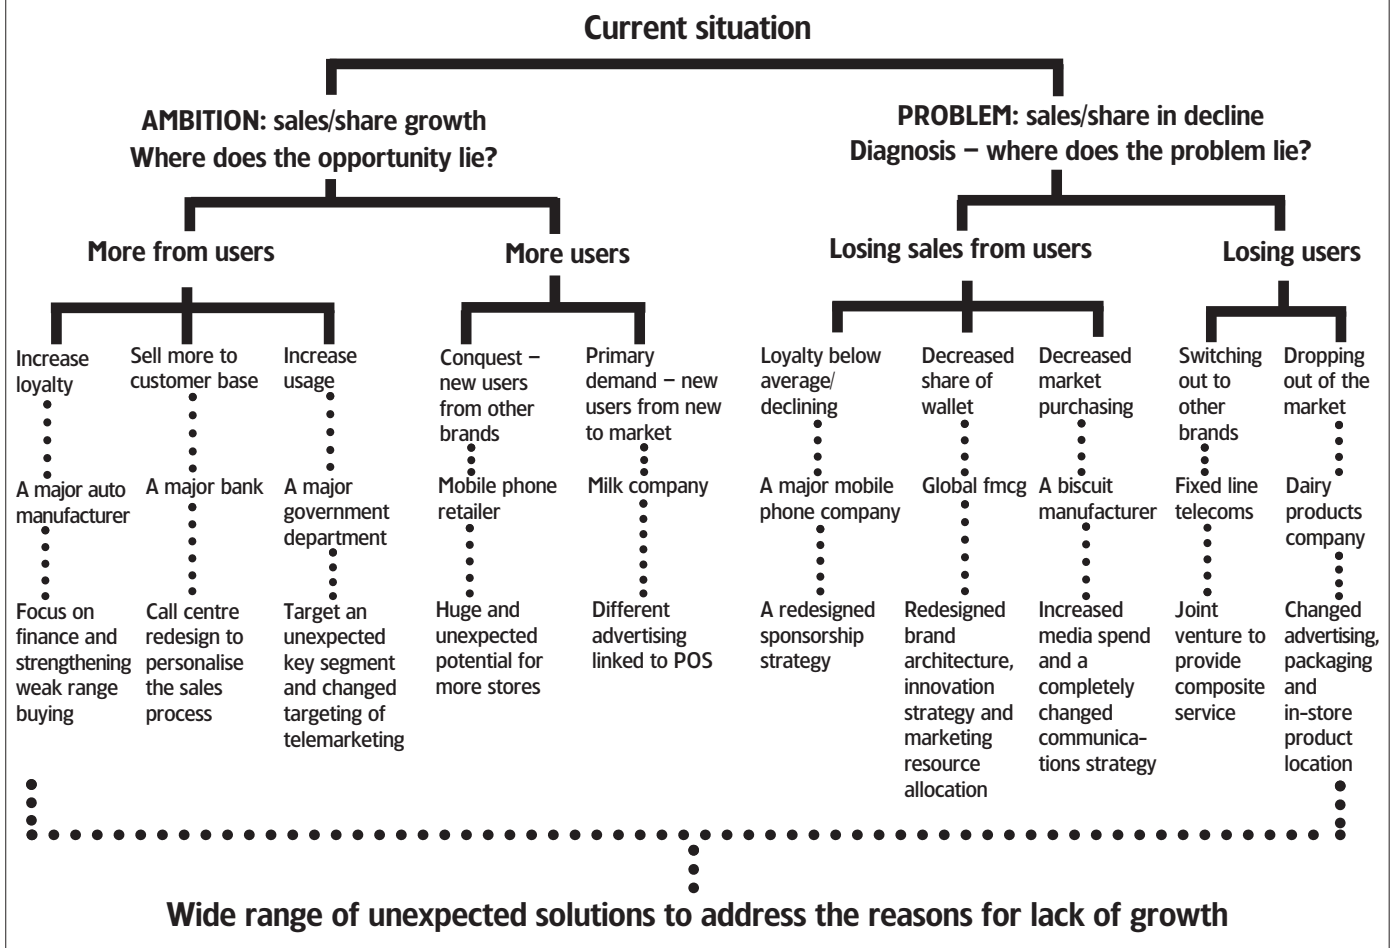 Current situation
AMBITION: sales/share growth
Where does the opportunity lie?
PROBLEM: sales/share in decline
Diagnosis – where does the problem lie?
More from users
More users
Losing sales from users
Losing users
Increase
loyalty
Sell more to
customer base
Increase
usage
Conquest –
new users
from other
brands
Primary
demand – new
users from new
to market
Loyalty below
average/
declining
Decreased
share of
wallet
Decreased
market
purchasing
Switching
out to
other
brands
Dropping
out of the
market
A major auto
manufacturer
A major bank
A major
government
department
Mobile phone
retailer
Milk company
A major mobile
phone company
Global fmcg
A biscuit
manufacturer
Fixed line
telecoms
Dairy
products
company
Focus on
finance and
strengthening
weak range
buying
Call centre
redesign to
personalise
the sales
process
Target an
unexpected
key segment
and changed
targeting of
telemarketing
Huge and
unexpected
potential for
more stores
Different
advertising
linked to POS
A redesigned
sponsorship
strategy
Redesigned
brand
architecture,
innovation
strategy and
marketing
resource
allocation
Increased
media spend
and a
completely
changed
communica-
tions strategy
Joint
venture to
provide
composite
service
Changed
advertising,
packaging
and
in-store
product
location
Wide range of unexpected solutions to address the reasons for lack of growth